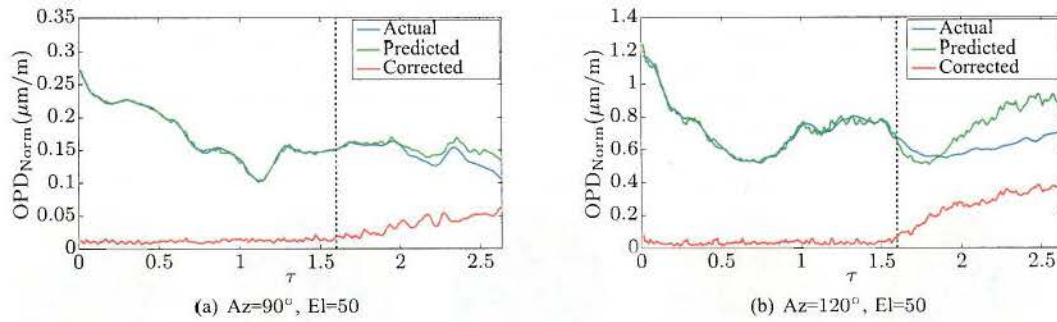 0.35
0.3
0.25
0.2
0.15
0.1
0.05
0
OPD_Norm(μm/m)
Actual
Predicted
Corrected
0 0.5 1 1.5 2 2.5
τ
(a) Az=90°, El=50
1.4
1.2
1
0.8
0.6
0.4
0.2
0
OPD_Norm(μm/m)
Actual
Predicted
Corrected
0 0.5 1 1.5 2 2.5
τ
(b) Az=120°, El=50